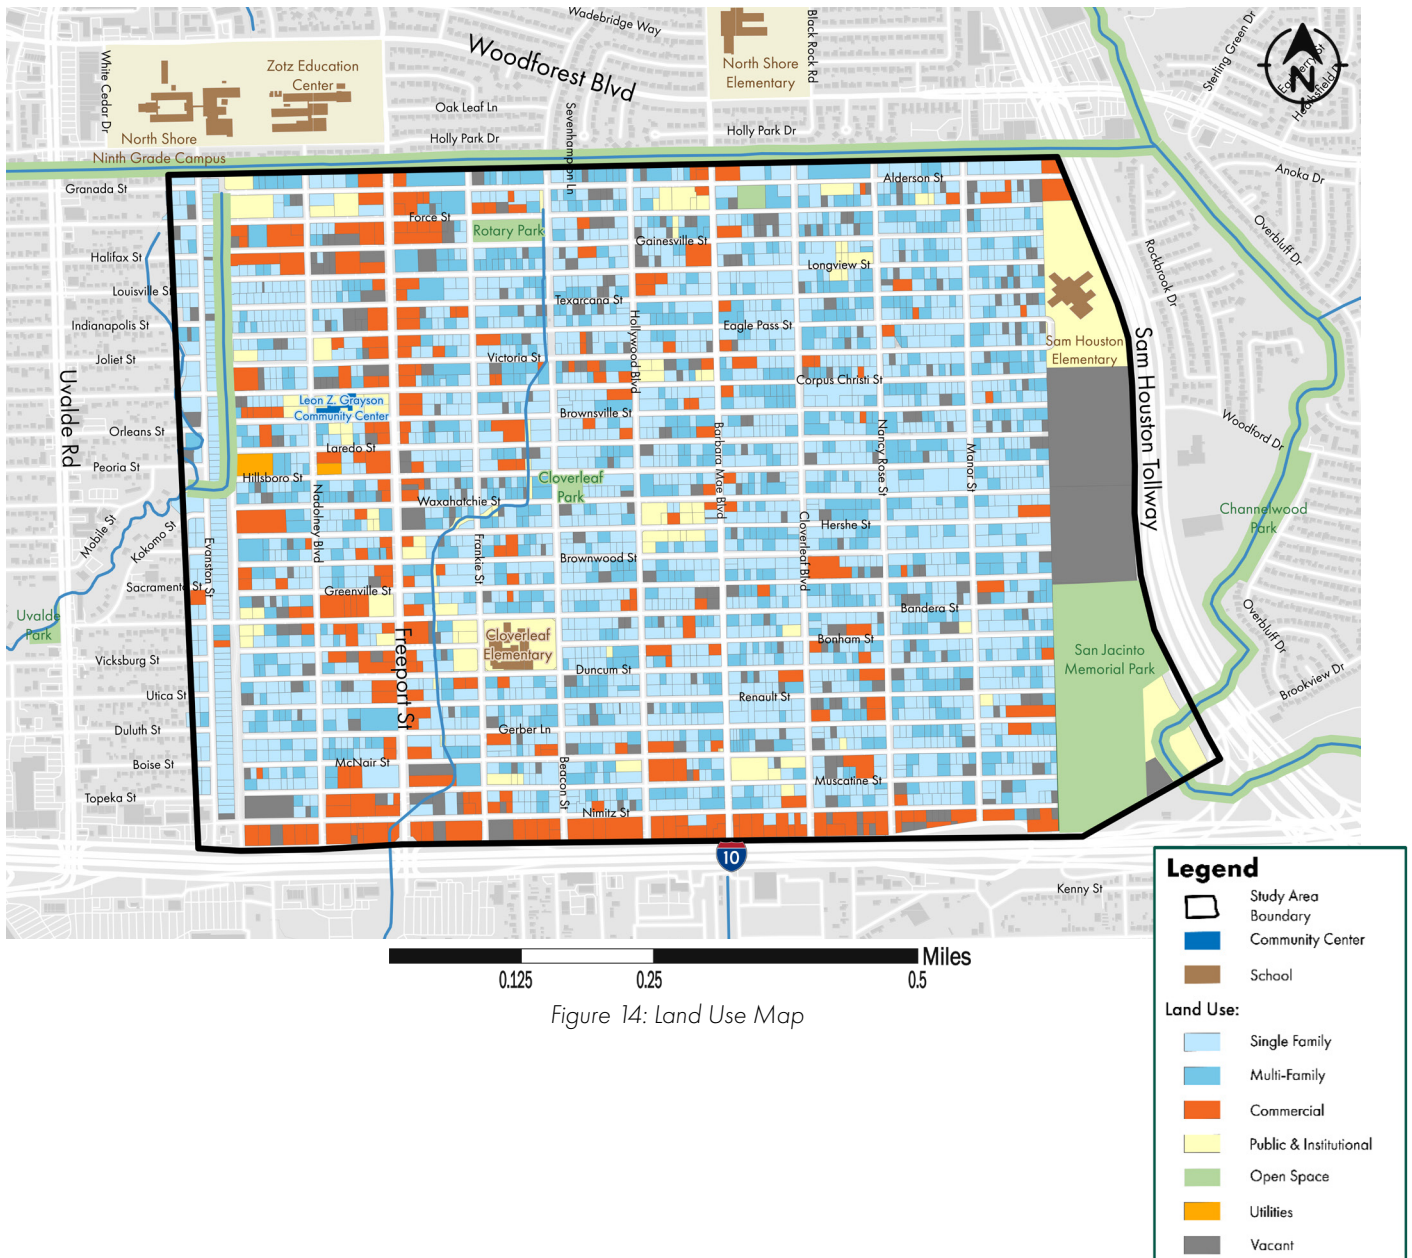 Wadebridge Way
Black Rock Rd
Sterling Green Dr
Woodforest Blvd
White Cedar Dr
Zotz Education
Center
North Shore
Elementary
N
Oak Leaf Ln
Sevenhampton Ln
Holly Park Dr
Holly Park Dr
North Shore
Ninth Grade Campus
Granada St
Alderson St
Anoka Dr
Force St
Rotary Park
Gainesville St
Overbluff Dr
Halifax St
Longview St
Rockbrook Dr
Louisville St
Texarcana St
Indianapolis St
Hollywood Blvd
Eagle Pass St
Sam Houston
Elementary
Joliet St
Victoria St
Corpus Christi St
Sam Houston Tollway
Uvalde Rd
Leon Z. Grayson
Community Center
Brownsville St
Woodford Dr
Orleans St
Barbara Mae Blvd
Nancy Rose St
Manor St
Laredo St
Peoria St
Hillsboro St
Cloverleaf
Park
Nadolney Blvd
Waxahatchie St
Channelwood
Park
Mobile St
Kokomo St
Cloverleaf Blvd
Hershe St
Evanston St
Frankie St
Brownwood St
Sacramento St
Greenville St
Bandera St
Uvalde
Park
Freeport St
Cloverleaf
Elementary
Bonham St
Overbluff Dr
San Jacinto
Memorial Park
Vicksburg St
Duncum St
Brookview Dr
Utica St
Renault St
Duluth St
Gerber Ln
Boise St
McNair St
Beacon St
Muscatine St
Topeka St
Nimitz St
10
Kenny St
Miles
0.125
0.25
0.5
Figure 14: Land Use Map
Legend
Study Area
Boundary
Community Center
School
Land Use:
Single Family
Multi-Family
Commercial
Public & Institutional
Open Space
Utilities
Vacant